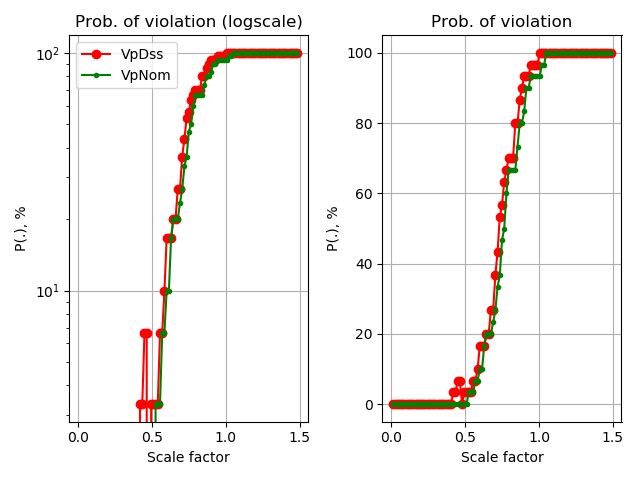 Prob. of violation (logscale)
VpDss
VpNom
10²
10¹
P(.), %
0.0 0.5 1.0 1.5
Scale factor
Prob. of violation
100
80
60
40
20
0
P(.), %
0.0 0.5 1.0 1.5
Scale factor